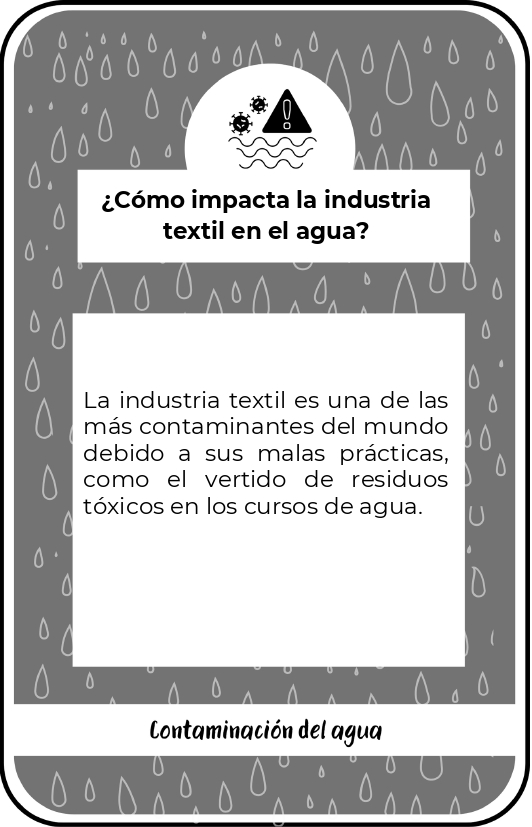 ¿Cómo impacta la industria
textil en el agua?
La industria textil es una de las
más contaminantes del mundo
debido a sus malas prácticas,
como el vertido de residuos
tóxicos en los cursos de agua.
Contaminación del agua